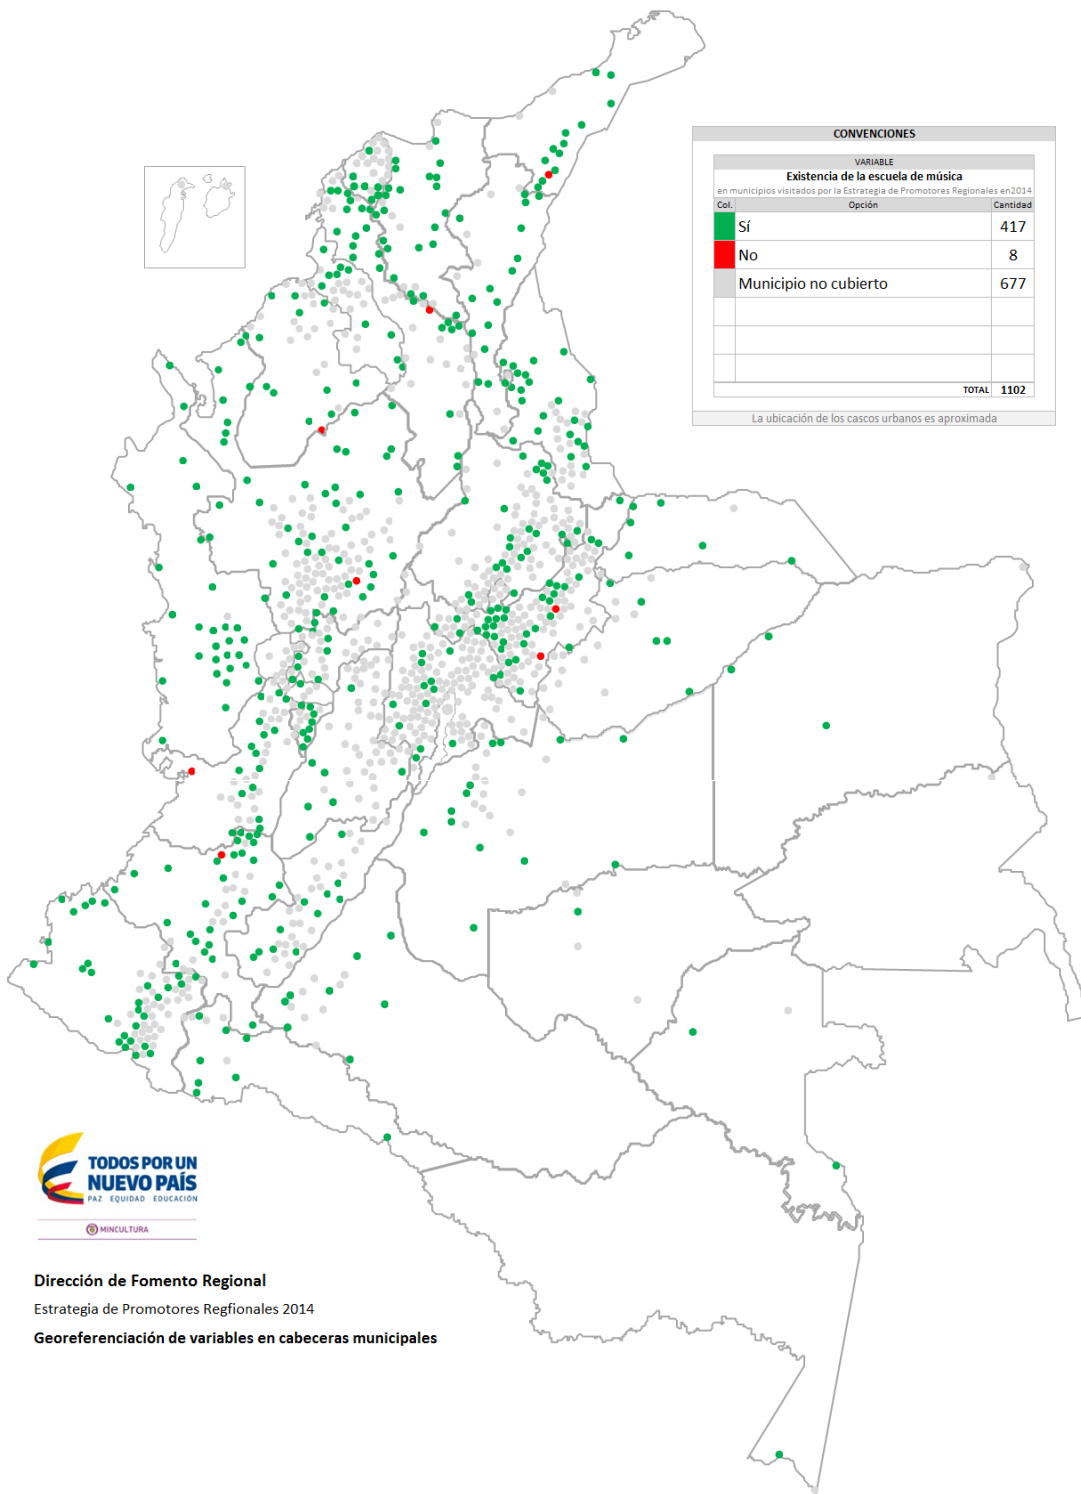 CONVENCIONES
VARIABLE
Existencia de la escuela de música
en municipios visitados por la Estrategia de Promotores Regionales en2014
Col. Opción Cantidad
Sí 417
No 8
Municipio no cubierto 677
TOTAL 1102
La ubicación de los cascos urbanos es aproximada
TODOS POR UN
NUEVO PAÍS
PAZ EQUIDAD EDUCACIÓN
MINCULTURA
Dirección de Fomento Regional
Estrategia de Promotores Regfionales 2014
Georeferenciación de variables en cabeceras municipales